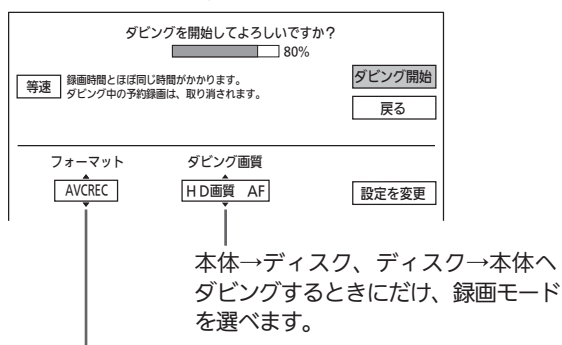 ダビングを開始してよろしいですか？
80%
等速
録画時間とほぼ同じ時間がかかります。
ダビング中の予約録画は、取り消されます。
ダビング開始
戻る
フォーマット
ダビング画質
AVCREC
ＨＤ画質 AF
設定を変更
本体→ディスク、ディスク→本体へ
ダビングするときにだけ、録画モード
を選べます。